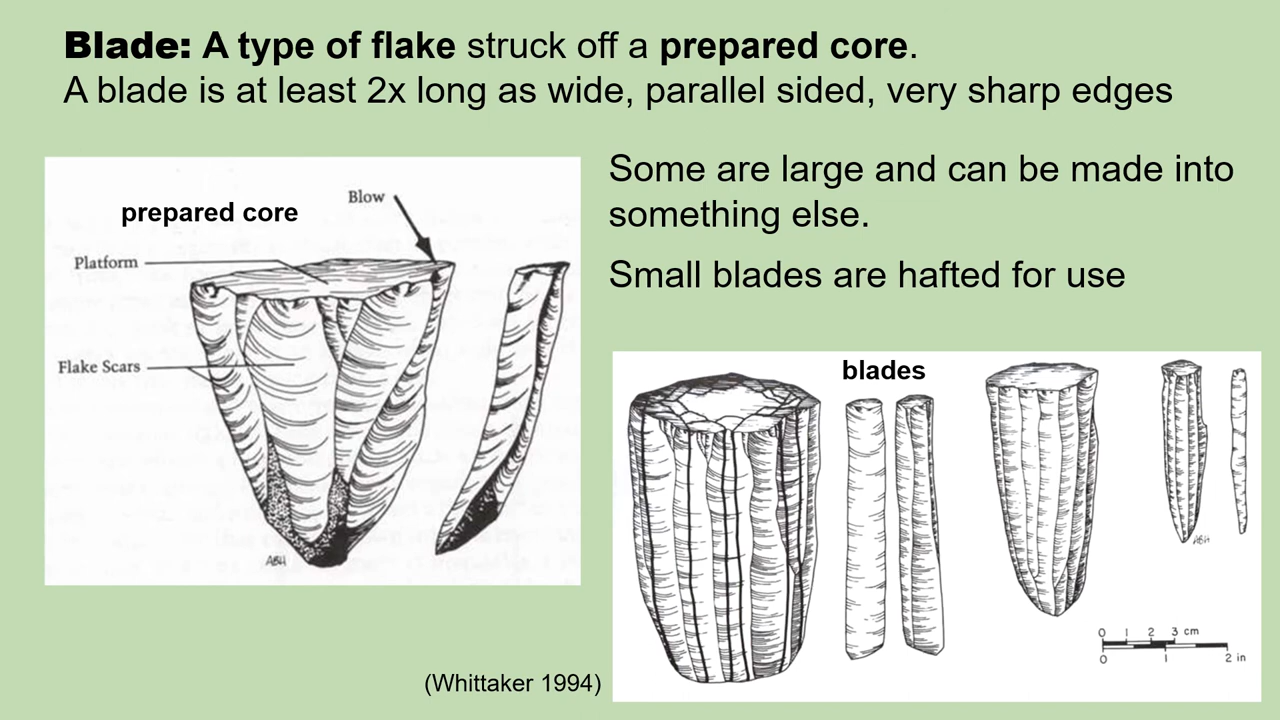 Blade: A type of flake struck off a prepared core.
A blade is at least 2x long as wide, parallel sided, very sharp edges
Some are large and can be made into
something else.
Small blades are hafted for use
Blow
prepared core
Platform
Flake Scars
ABH
blades
ABH
0 1 2 3 cm
0 1 2 in
(Whittaker 1994)